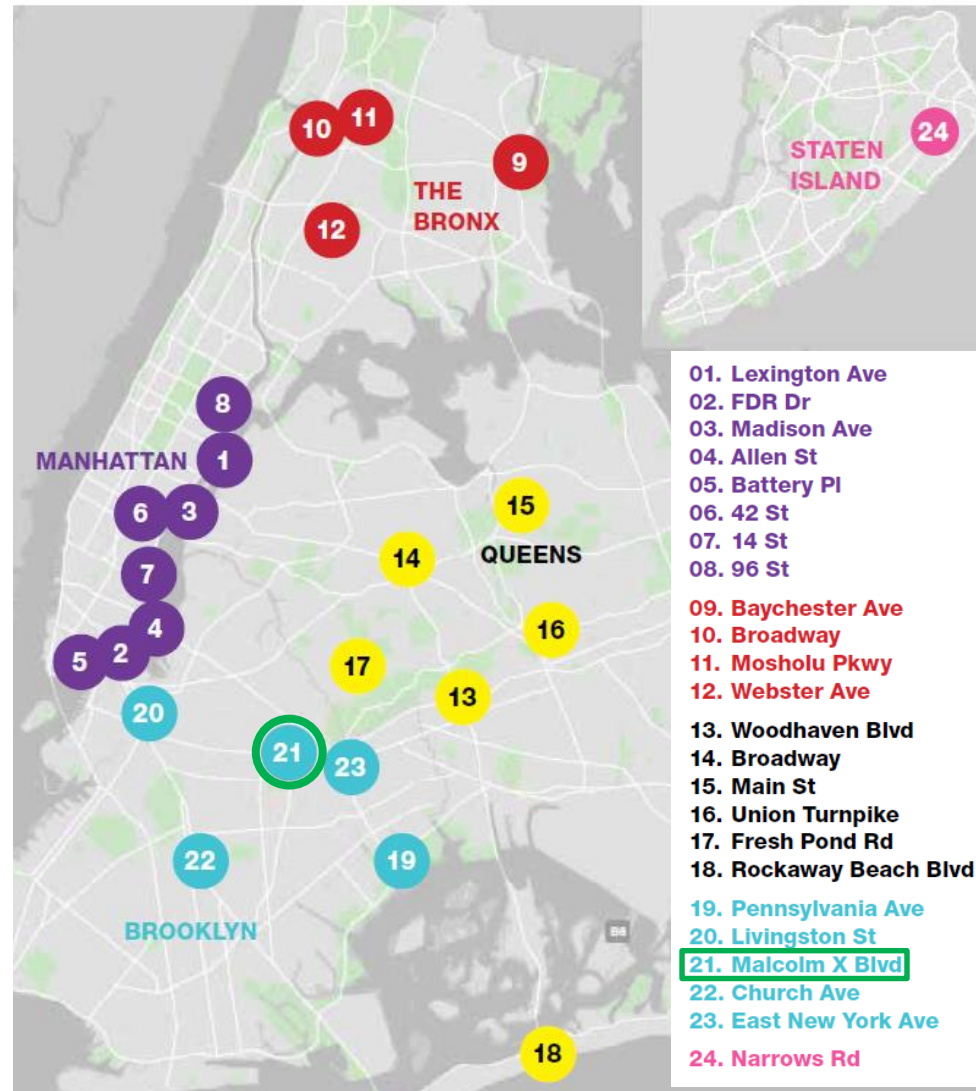 10
11
9
THE
BRONX
12
STATEN
ISLAND
24
8
MANHATTAN
1
6
3
15
QUEENS
14
7
16
4
5
2
17
13
20
21
23
22
19
BROOKLYN
18
01. Lexington Ave
02. FDR Dr
03. Madison Ave
04. Allen St
05. Battery Pl
06. 42 St
07. 14 St
08. 96 St
09. Baychester Ave
10. Broadway
11. Mosholu Pkwy
12. Webster Ave
13. Woodhaven Blvd
14. Broadway
15. Main St
16. Union Turnpike
17. Fresh Pond Rd
18. Rockaway Beach Blvd
19. Pennsylvania Ave
20. Livingston St
21. Malcolm X Blvd
22. Church Ave
23. East New York Ave
24. Narrows Rd